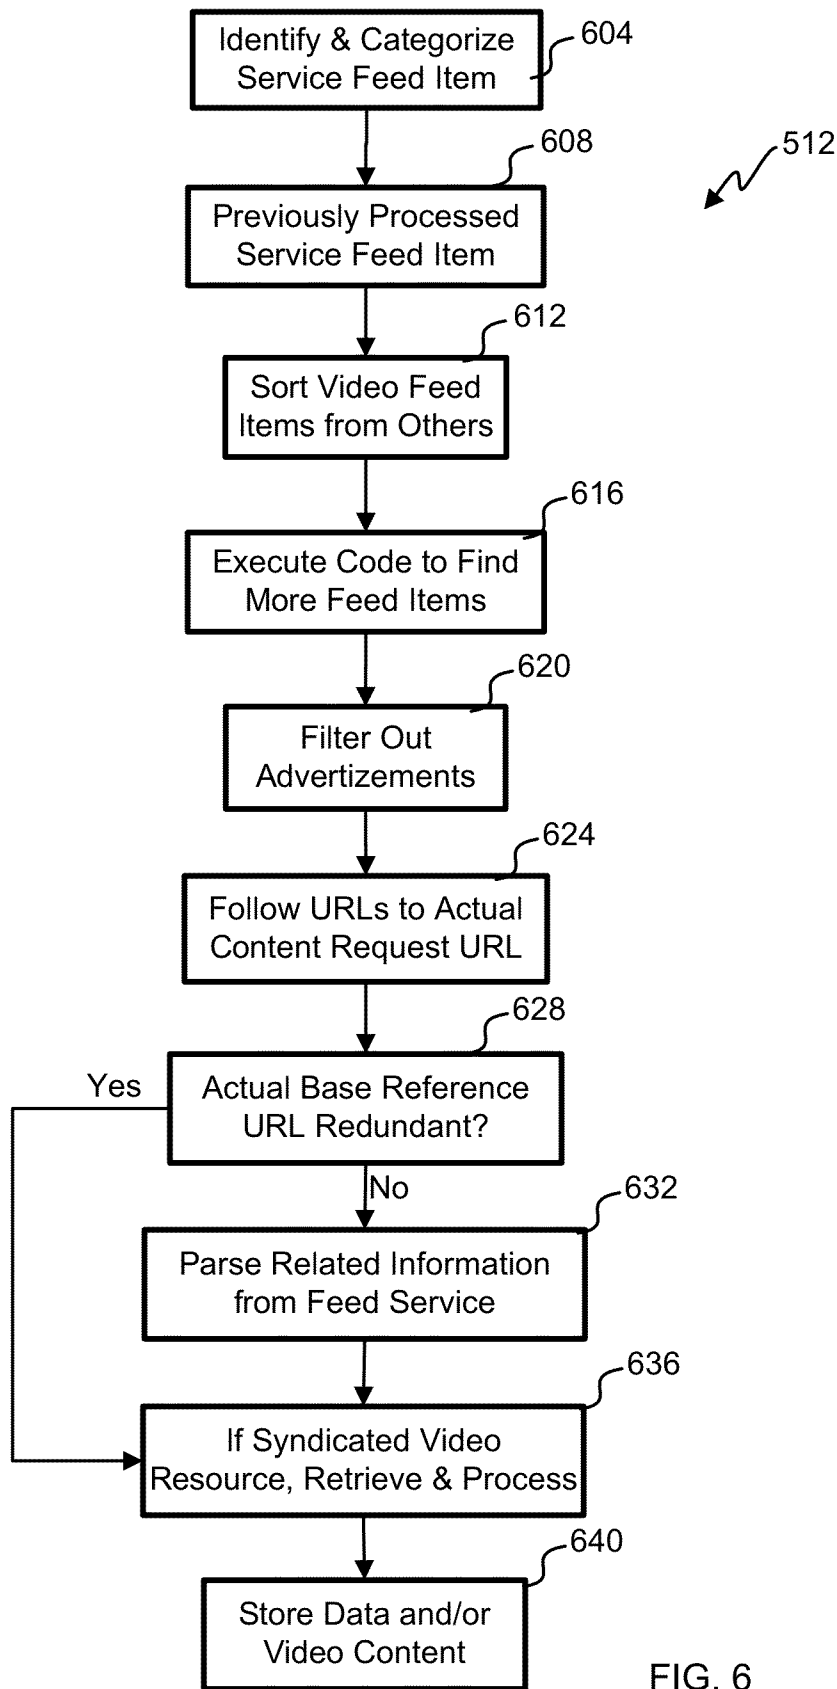 Identify & Categorize
Service Feed Item
604
512
608
Previously Processed
Service Feed Item
612
Sort Video Feed
Items from Others
616
Execute Code to Find
More Feed Items
620
Filter Out
Advertizements
624
Follow URLs to Actual
Content Request URL
628
Yes
Actual Base Reference
URL Redundant?
No
632
Parse Related Information
from Feed Service
636
If Syndicated Video
Resource, Retrieve & Process
640
Store Data and/or
Video Content
FIG. 6